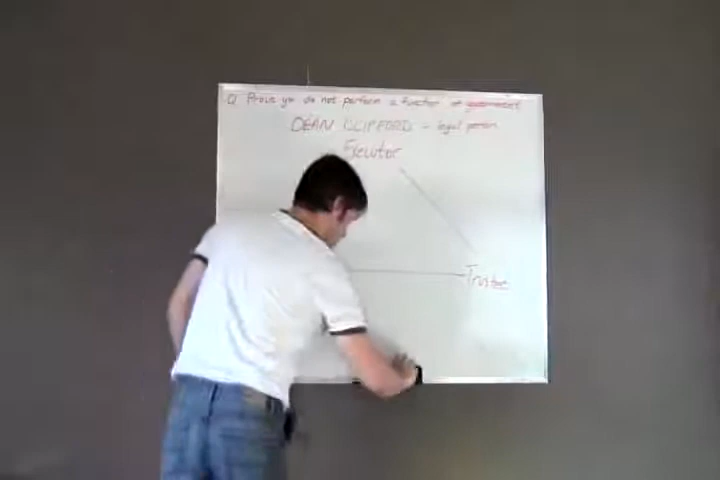 Q Prove you do not perform a function of government
DEAN CLIFFORD - legal person
Executor
Trustee